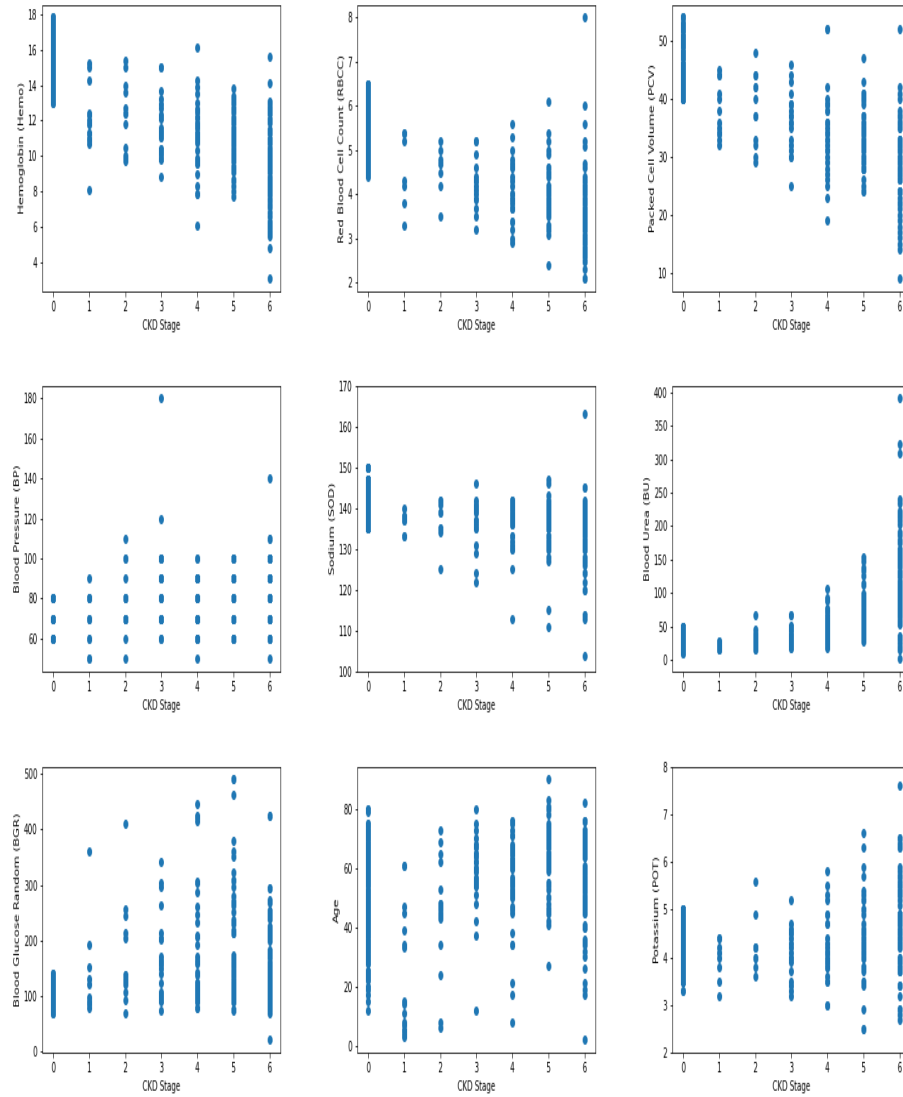 Hemoglobin (Hemo)
18
16
14
12
10
8
6
4
0 1 2 3 4 5 6
CKD Stage
Red Blood Cell Count (RBCC)
8
7
6
5
4
3
2
0 1 2 3 4 5 6
CKD Stage
Packed Cell Volume (PCV)
50
40
30
20
10
0 1 2 3 4 5 6
CKD Stage
Blood Pressure (BP)
180
160
140
120
100
80
60
0 1 2 3 4 5 6
CKD Stage
Sodium (SOD)
170
160
150
140
130
120
110
100
0 1 2 3 4 5 6
CKD Stage
Blood Urea (BU)
400
350
300
250
200
150
100
50
0
0 1 2 3 4 5 6
CKD Stage
Blood Glucose Random (BGR)
500
400
300
200
100
0
0 1 2 3 4 5 6
CKD Stage
Age
80
60
40
20
0
0 1 2 3 4 5 6
CKD Stage
Potassium (POT)
8
7
6
5
4
3
2
0 1 2 3 4 5 6
CKD Stage